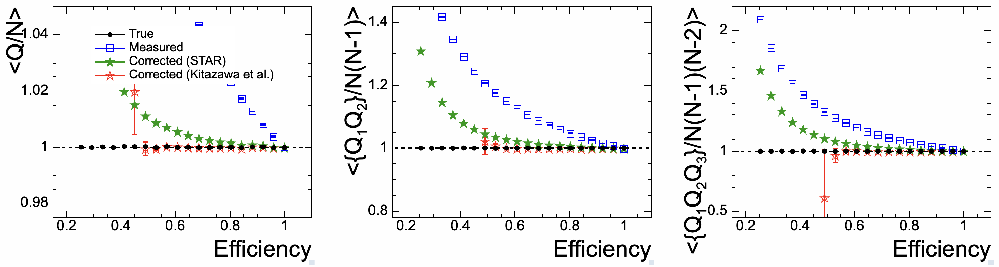 <Q/N>
1.04
1.02
1
0.98
True
Measured
Corrected (STAR)
Corrected (Kitazawa et al.)
0.2 0.4 0.6 0.8 1
Efficiency
<{Q1Q2}/N(N-1)>
1.4
1.2
1
0.8
0.2 0.4 0.6 0.8 1
Efficiency
<{Q1Q2Q3}/N(N-1)(N-2)>
2
1.5
1
0.5
0.2 0.4 0.6 0.8 1
Efficiency